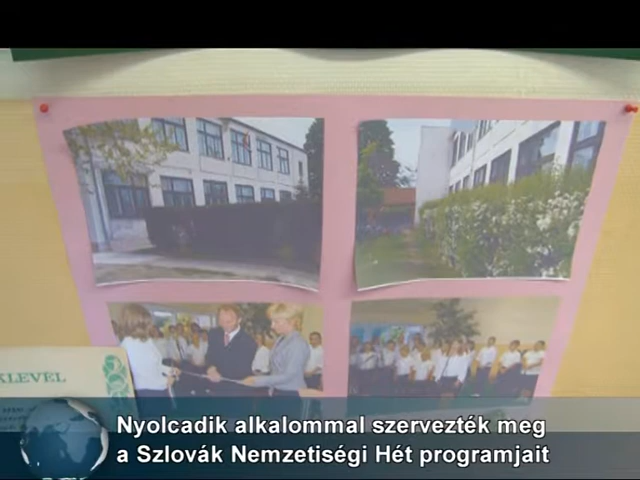 KLEVÉL
Nyolcadik alkalommal szervezték meg
a Szlovák Nemzetiségi Hét programjait